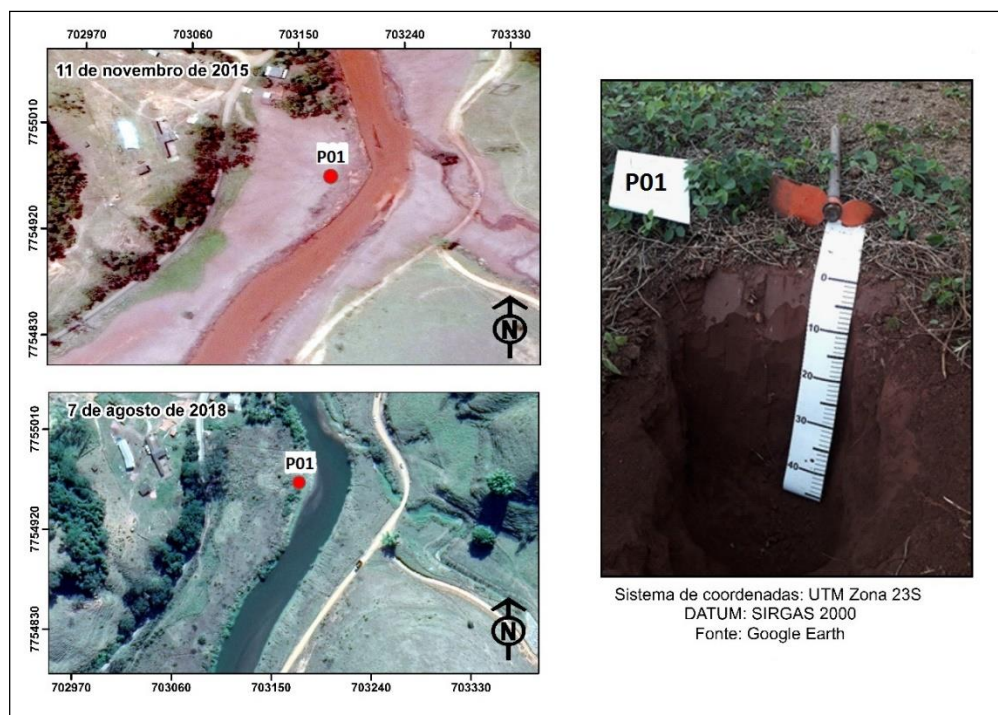 702970 703060 703150 703240 703330
11 de novembro de 2015
7755010
P01
7754920
7754830
N
7 de agosto de 2018
7755010
P01
7754920
7754830
N
702970 703060 703150 703240 703330
P01
0
10
20
30
40
Sistema de coordenadas: UTM Zona 23S
DATUM: SIRGAS 2000
Fonte: Google Earth